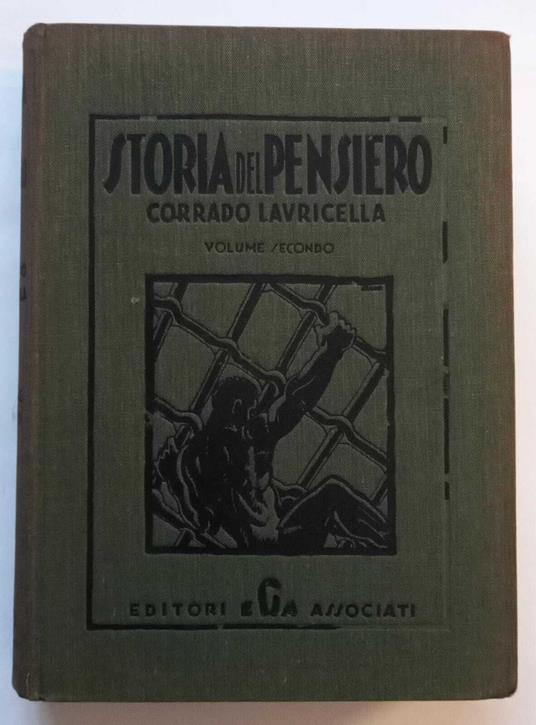 STORIA DEL PENSIERO
CORRADO LAVRICELLA
VOLUME SECONDO
EDITORI EGA ASSOCIATI